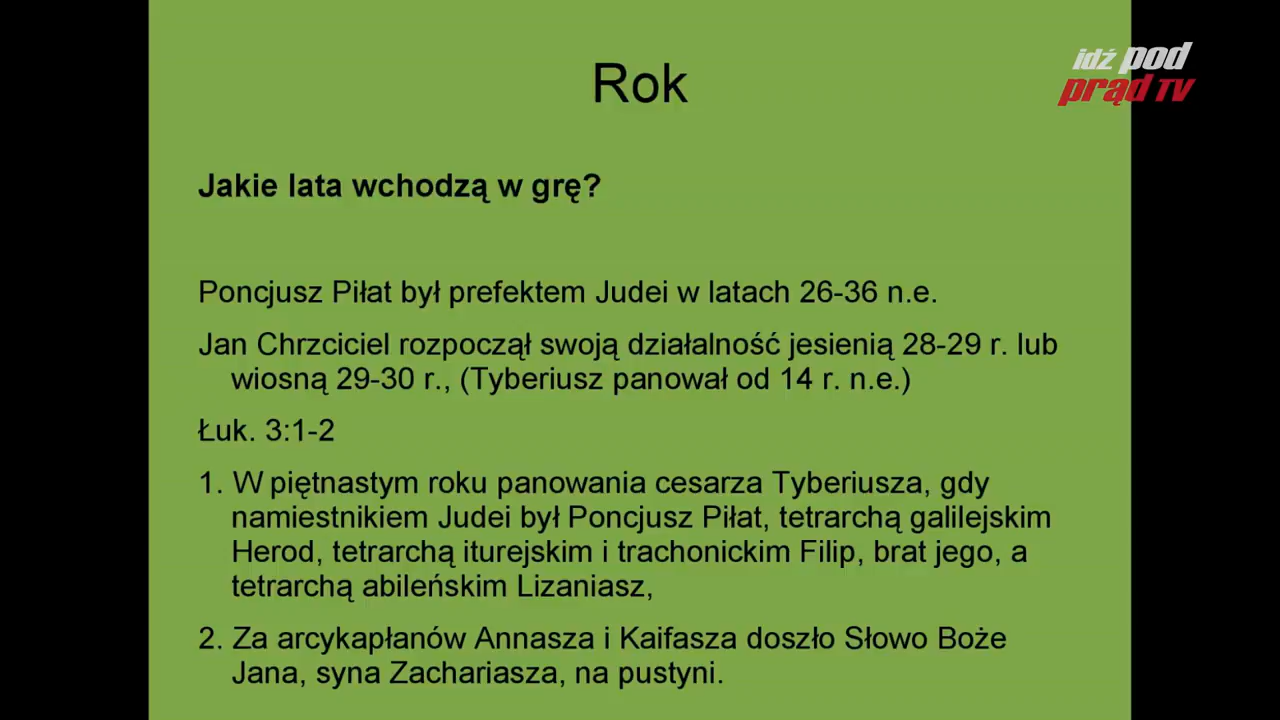 idź pod
prąd TV
Rok
Jakie lata wchodzą w grę?
Poncjusz Piłat był prefektem Judei w latach 26-36 n.e.
Jan Chrzciciel rozpoczął swoją działalność jesienią 28-29 r. lub
wiosną 29-30 r., (Tyberiusz panował od 14 r. n.e.)
Łuk. 3:1-2
1. W piętnastym roku panowania cesarza Tyberiusza, gdy
namiestnikiem Judei był Poncjusz Piłat, tetrarchą galilejskim
Herod, tetrarchą iturejskim i trachonickim Filip, brat jego, a
tetrarchą abileńskim Lizaniasz,
2. Za arcykapłanów Annasza i Kaifasza doszło Słowo Boże
Jana, syna Zachariasza, na pustyni.